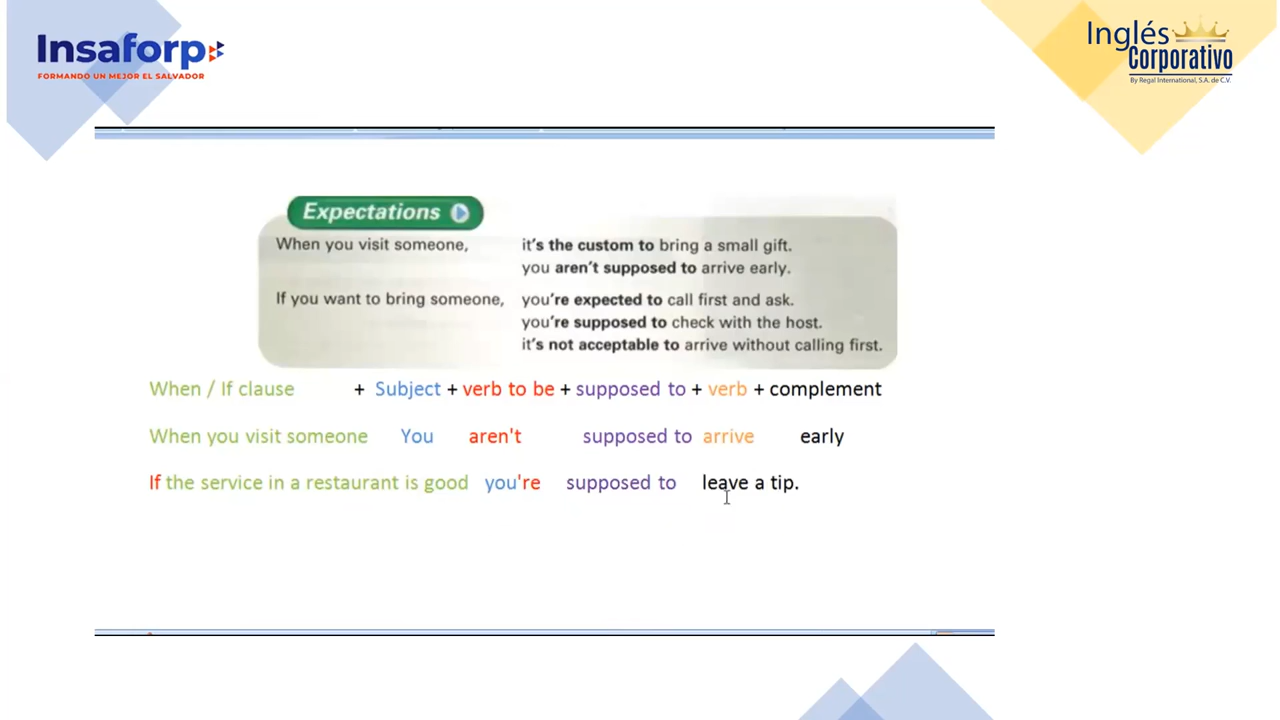 Insaforp
FORMANDO UN MEJOR EL SALVADOR
Inglés
Corporativo
By Regal International, S.A. de C.V.
Expectations
When you visit someone, it's the custom to bring a small gift.
you aren't supposed to arrive early.
If you want to bring someone, you're expected to call first and ask.
you're supposed to check with the host.
it's not acceptable to arrive without calling first.
When / If clause + Subject + verb to be + supposed to + verb + complement
When you visit someone You aren't supposed to arrive early
If the service in a restaurant is good you're supposed to leave a tip.